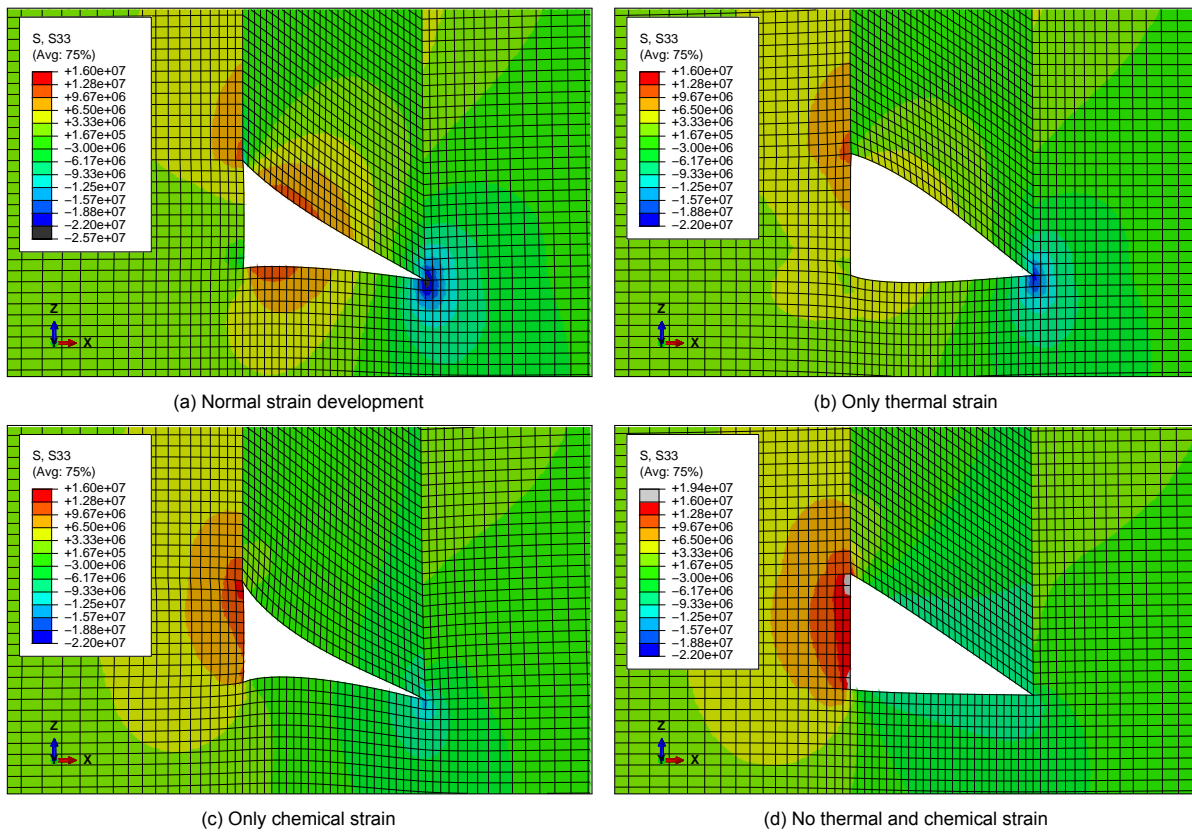 S, S33
(Avg: 75%)
+1.60e+07
+1.28e+07
+9.67e+06
+6.50e+06
+3.33e+06
+1.67e+05
−3.00e+06
−6.17e+06
−9.33e+06
−1.25e+07
−1.57e+07
−1.88e+07
−2.20e+07
−2.57e+07
Z
X
(a) Normal strain development
S, S33
(Avg: 75%)
+1.60e+07
+1.28e+07
+9.67e+06
+6.50e+06
+3.33e+06
+1.67e+05
−3.00e+06
−6.17e+06
−9.33e+06
−1.25e+07
−1.57e+07
−1.88e+07
−2.20e+07
Z
X
(b) Only thermal strain
S, S33
(Avg: 75%)
+1.60e+07
+1.28e+07
+9.67e+06
+6.50e+06
+3.33e+06
+1.67e+05
−3.00e+06
−6.17e+06
−9.33e+06
−1.25e+07
−1.57e+07
−1.88e+07
−2.20e+07
Z
X
(c) Only chemical strain
S, S33
(Avg: 75%)
+1.94e+07
+1.60e+07
+1.28e+07
+9.67e+06
+6.50e+06
+3.33e+06
+1.67e+05
−3.00e+06
−6.17e+06
−9.33e+06
−1.25e+07
−1.57e+07
−1.88e+07
−2.20e+07
Z
X
(d) No thermal and chemical strain